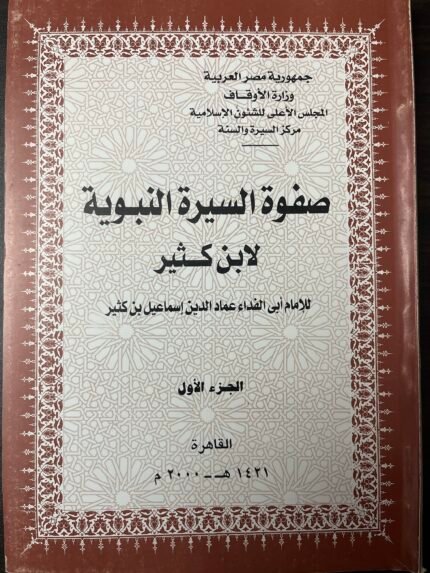 جمهورية مصر العربية
وزارة الأوقاف
المجلس الأعلى للشئون الإسلامية
مركز السيرة والسنة
صفوة السيرة النبوية
لابن كثير
للإمام أبى الفداء عماد الدين إسماعيل بن كثير
الجزء الأول
القاهرة
١٤٢١ هـ - ٢٠٠٠ م